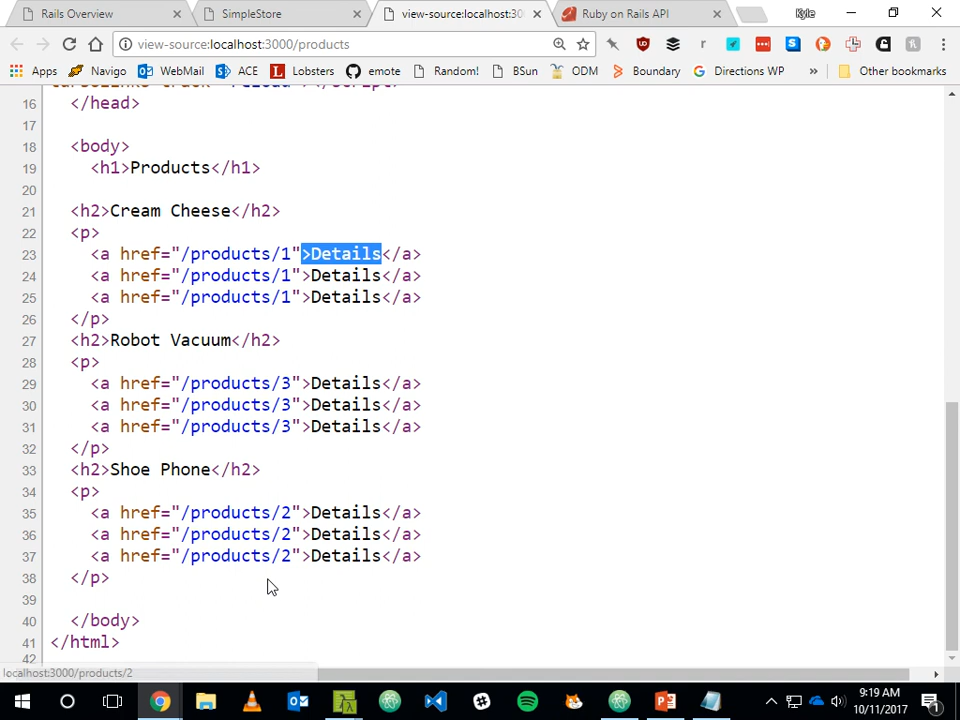 Rails Overview
SimpleStore
view-source:localhost:300
Ruby on Rails API
Kyle
view-source:localhost:3000/products
Apps
Navigo
WebMail
ACE
Lobsters
emote
Random!
BSun
ODM
Boundary
Directions WP
»
Other bookmarks
16 </head>
17
18 <body>
19 <h1>Products</h1>
20
21 <h2>Cream Cheese</h2>
22 <p>
23 <a href="/products/1">Details</a>
24 <a href="/products/1">Details</a>
25 <a href="/products/1">Details</a>
26 </p>
27 <h2>Robot Vacuum</h2>
28 <p>
29 <a href="/products/3">Details</a>
30 <a href="/products/3">Details</a>
31 <a href="/products/3">Details</a>
32 </p>
33 <h2>Shoe Phone</h2>
34 <p>
35 <a href="/products/2">Details</a>
36 <a href="/products/2">Details</a>
37 <a href="/products/2">Details</a>
38 </p>
39
40 </body>
41 </html>
42
localhost:3000/products/2
9:19 AM
10/11/2017
1